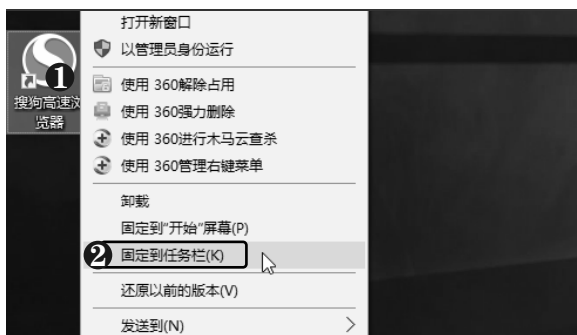 打开新窗口
以管理员身份运行
1
搜狗高速浏
览器
使用 360解除占用
使用 360强力删除
使用 360进行木马云查杀
使用 360管理右键菜单
卸载
固定到"开始"屏幕(P)
2
固定到任务栏(K)
还原以前的版本(V)
发送到(N)